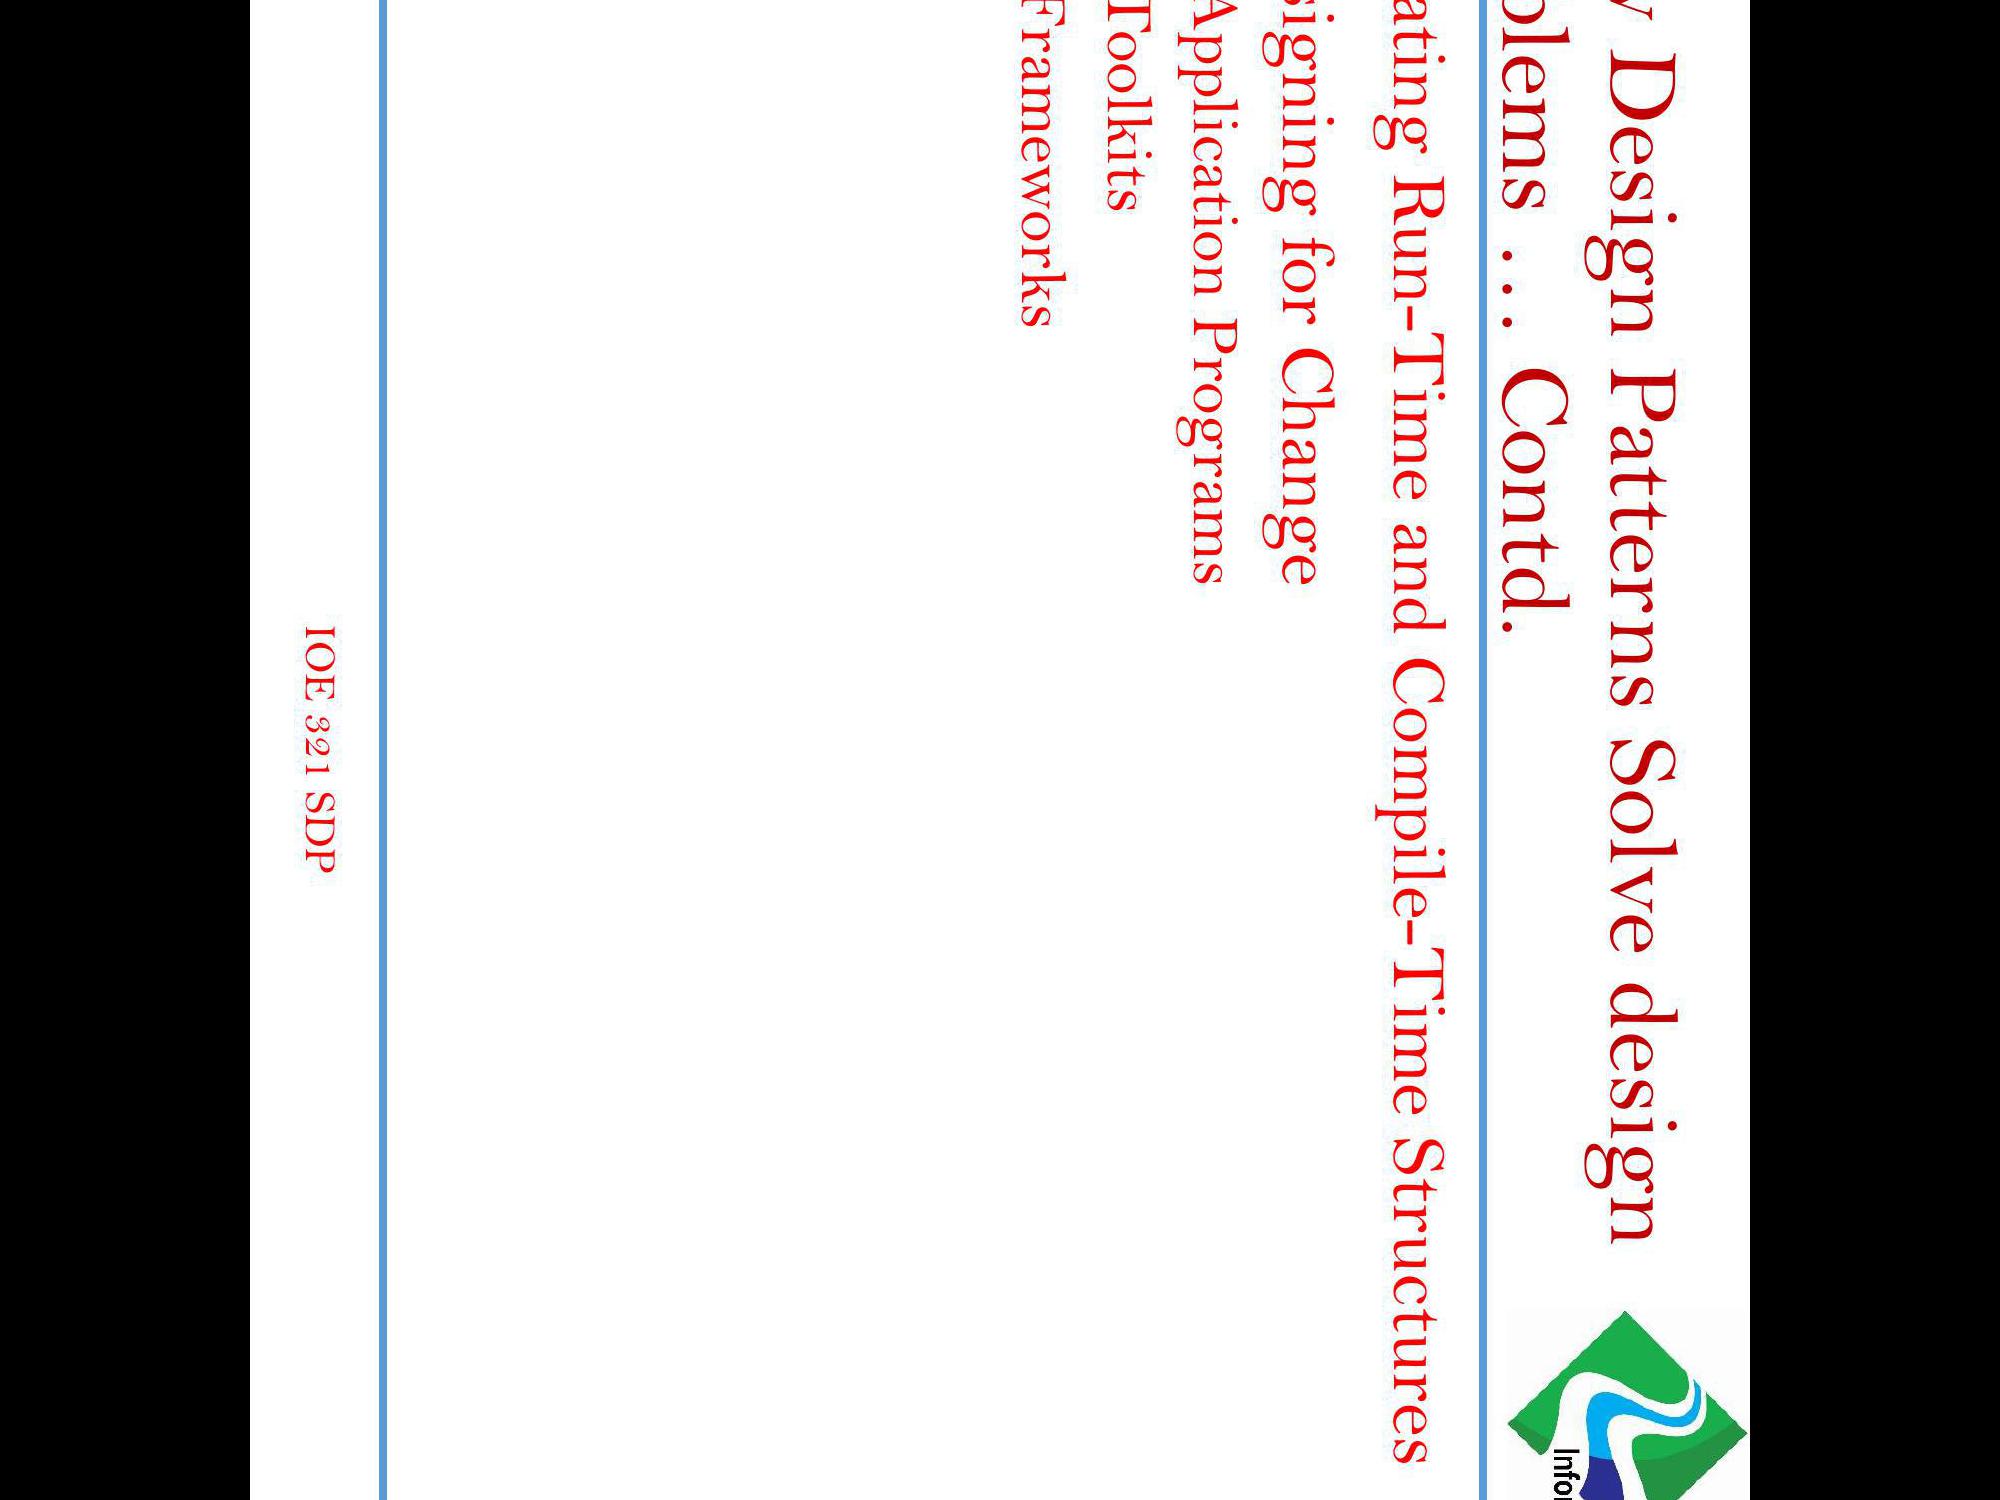 Design Patterns Solve design
olems ... Contd.
ating Run-Time and Compile-Time Structures
signing for Change
Application Programs
Toolkits
Frameworks
IOE 321 SDP